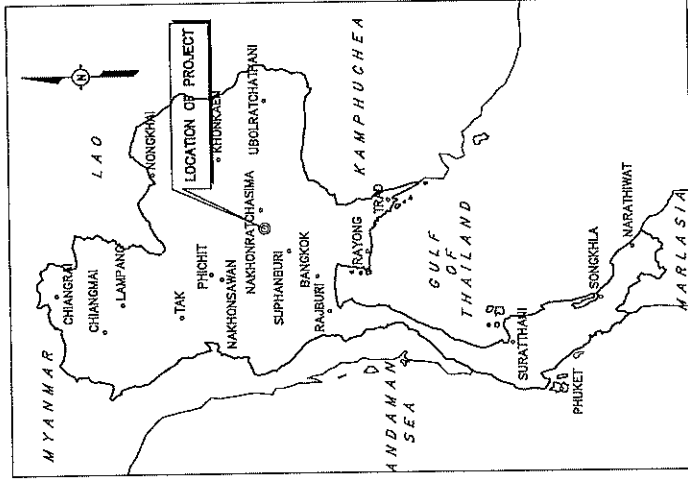 MYANMAR
LAO
CHIANGRAI
CHIANGMAI
LAMPANG
NONGKHAI
LOCATION OF PROJECT
TAK
PHICHIT
KHONKAEN
NAKHONSAWAN
NAKHONRATCHASIMA
UBOLRATCHATHANI
SUPHANBURI
BANGKOK
RAJBURI
RAYONG
TRAD
KAMPHUCHEA
GULF
OF
THAILAND
ANDAMAN
SEA
SURATTHANI
PHUKET
SONGKHLA
NARATHIWAT
MARLASIA
N